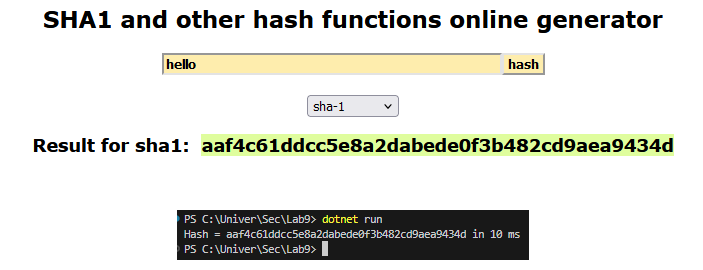 SHA1 and other hash functions online generator
hello hash
sha-1
Result for sha1: aaf4c61ddcc5e8a2dabede0f3b482cd9aea9434d
PS C:\Univer\Sec\Lab9> dotnet run
Hash = aaf4c61ddcc5e8a2dabede0f3b482cd9aea9434d in 10 ms
PS C:\Univer\Sec\Lab9>